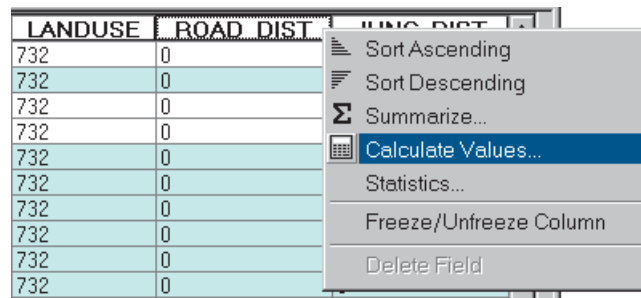 LANDUSE ROAD_DIST JUNC_DIST
732 0
732 0
732 0
732 0
732 0
732 0
732 0
732 0
732 0
732 0
Sort Ascending
Sort Descending
Σ Summarize...
Calculate Values...
Statistics...
Freeze/Unfreeze Column
Delete Field